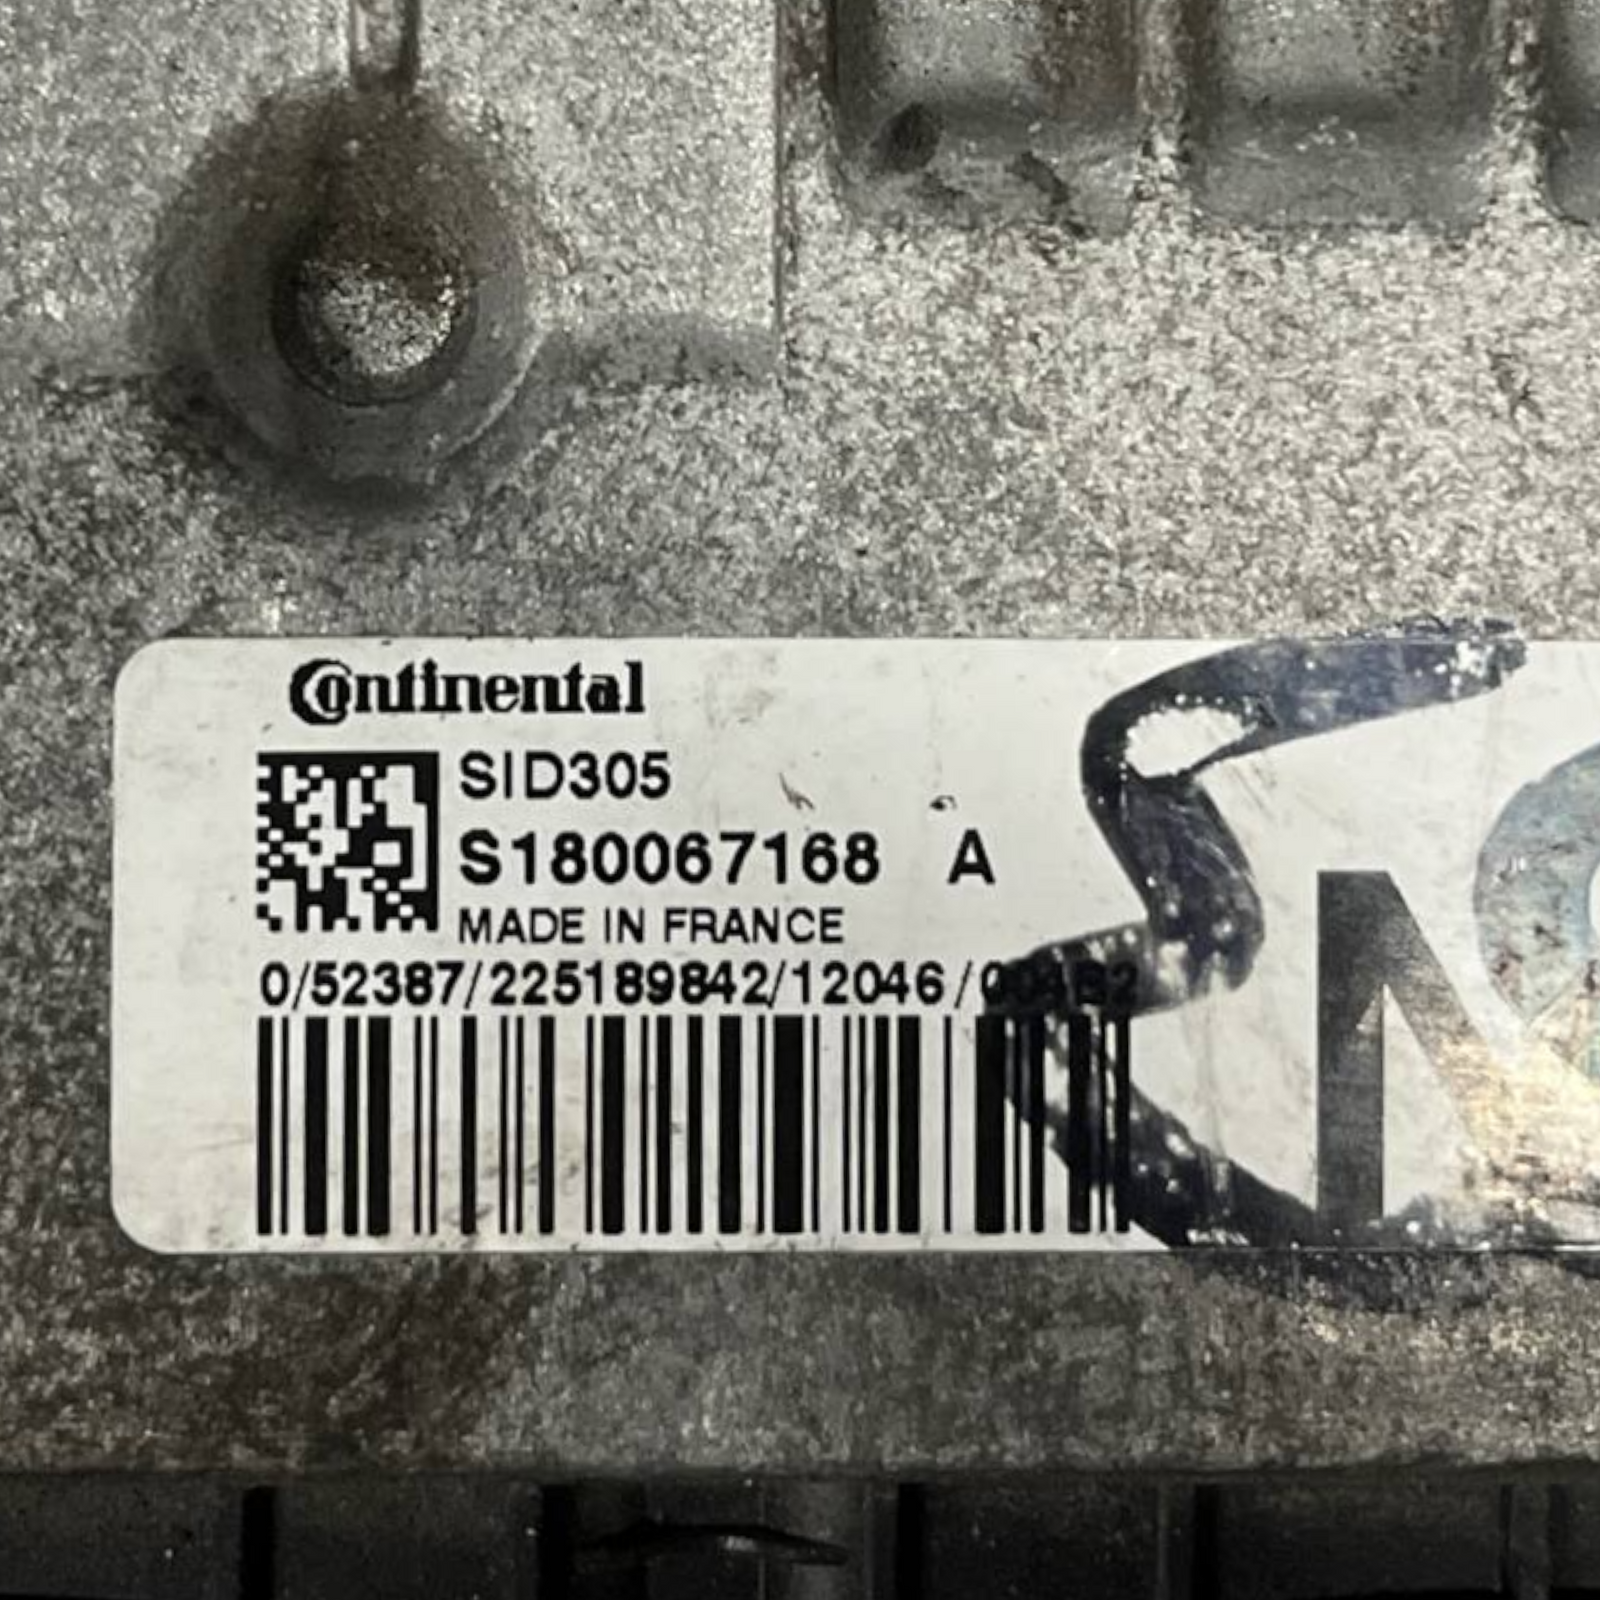 Continental
SID305
S180067168 A
MADE IN FRANCE
0/52387/225189842/12046/